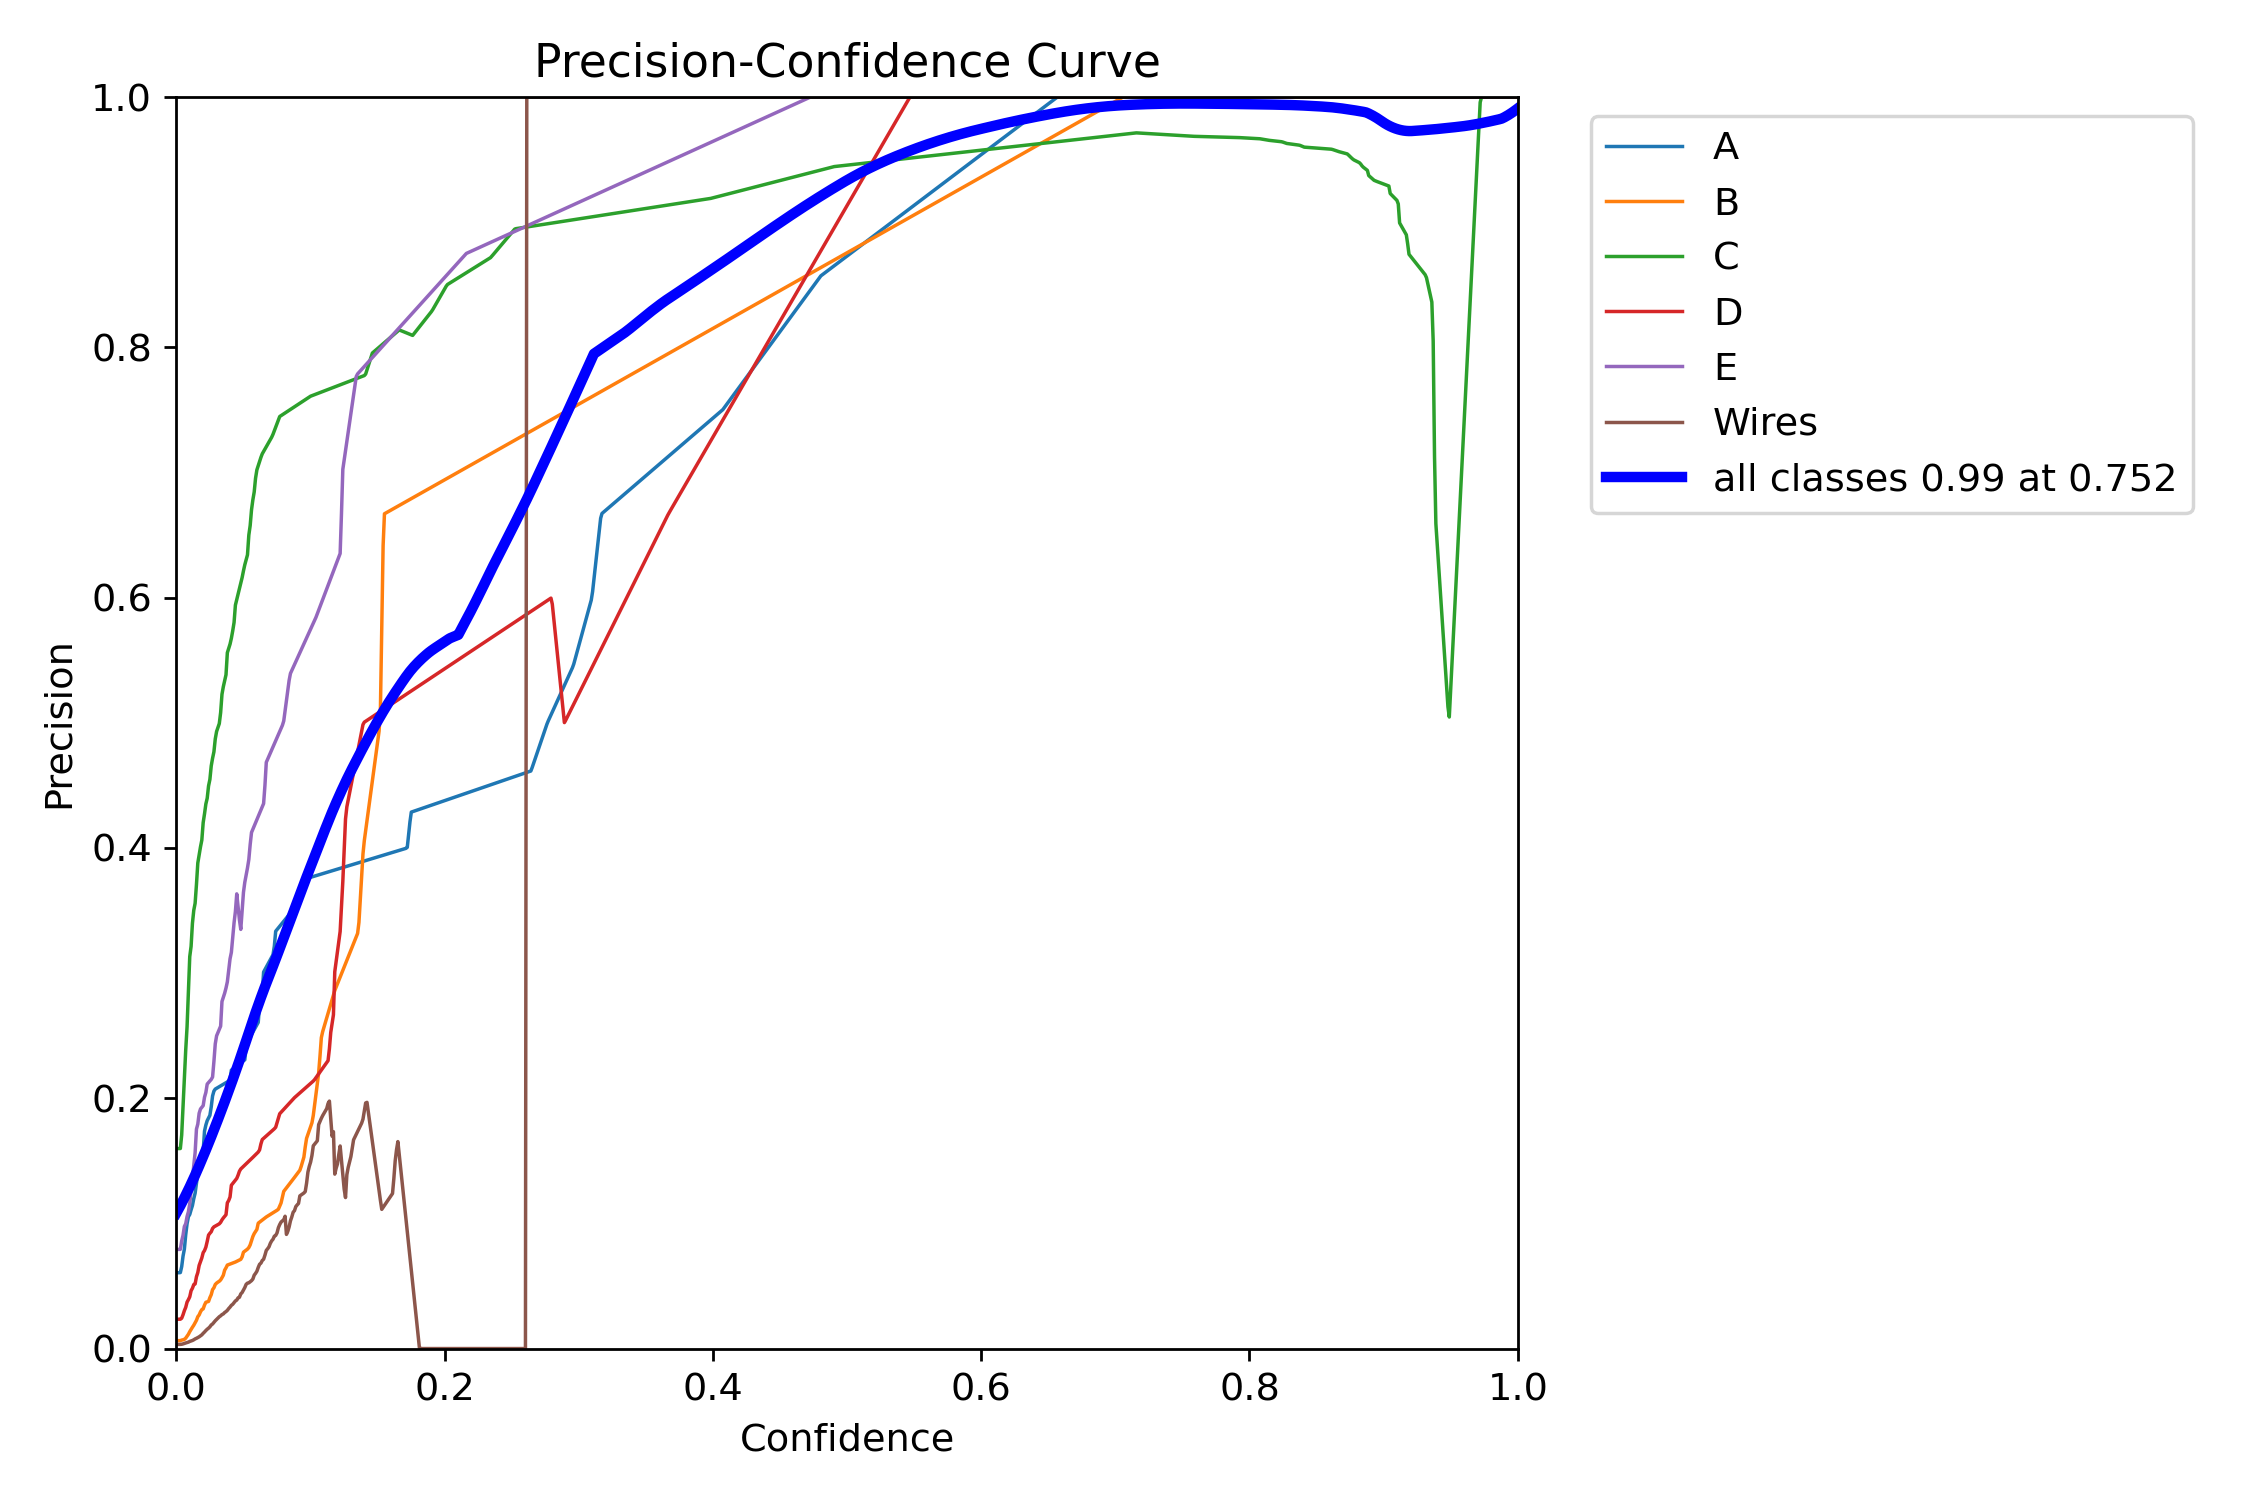 Precision-Confidence Curve
1.0
0.8
0.6
0.4
0.2
0.0
Precision
0.0 0.2 0.4 0.6 0.8 1.0
Confidence
A
B
C
D
E
Wires
all classes 0.99 at 0.752